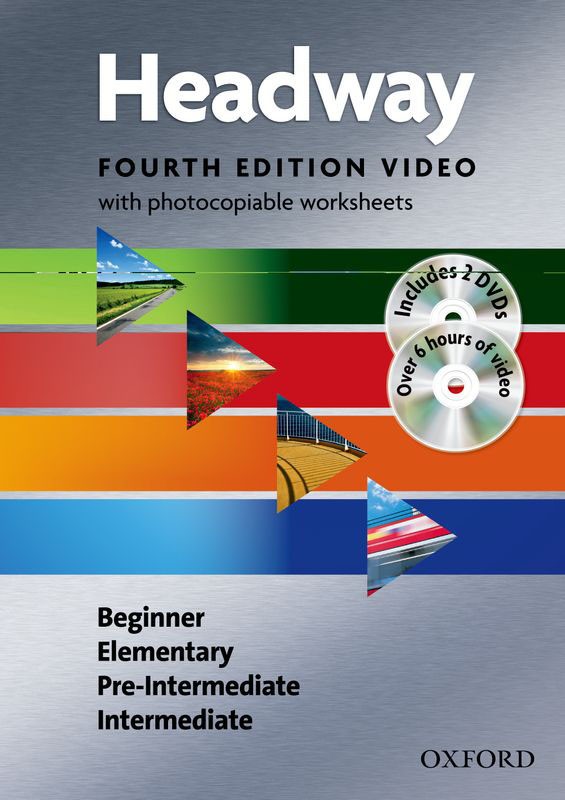 Headway
FOURTH EDITION VIDEO
with photocopiable worksheets
Includes 2 DVDs
Over 6 hours of video
Beginner
Elementary
Pre-Intermediate
Intermediate
OXFORD